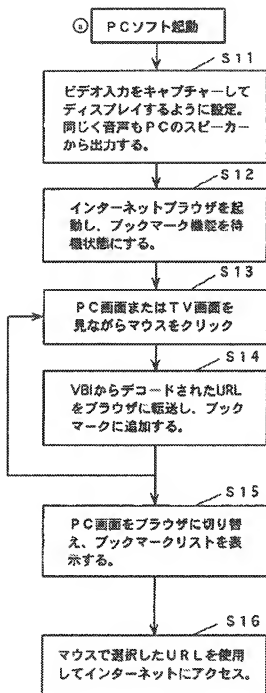 ⓐ PCソフト起動
S11
ビデオ入力をキャプチャーして
ディスプレイするように設定。
同じく音声もPCのスピーカー
から出力する。
S12
インターネットブラウザを起
動し、ブックマーク機能を待
機状態にする。
S13
PC画面またはTV画面を
見ながらマウスをクリック
S14
VBIからデコードされたURL
をブラウザに転送し、ブック
マークに追加する。
S15
PC画面をブラウザに切り替
え、ブックマークリストを表
示する。
S16
マウスで選択したURLを使用
してインターネットにアクセス。